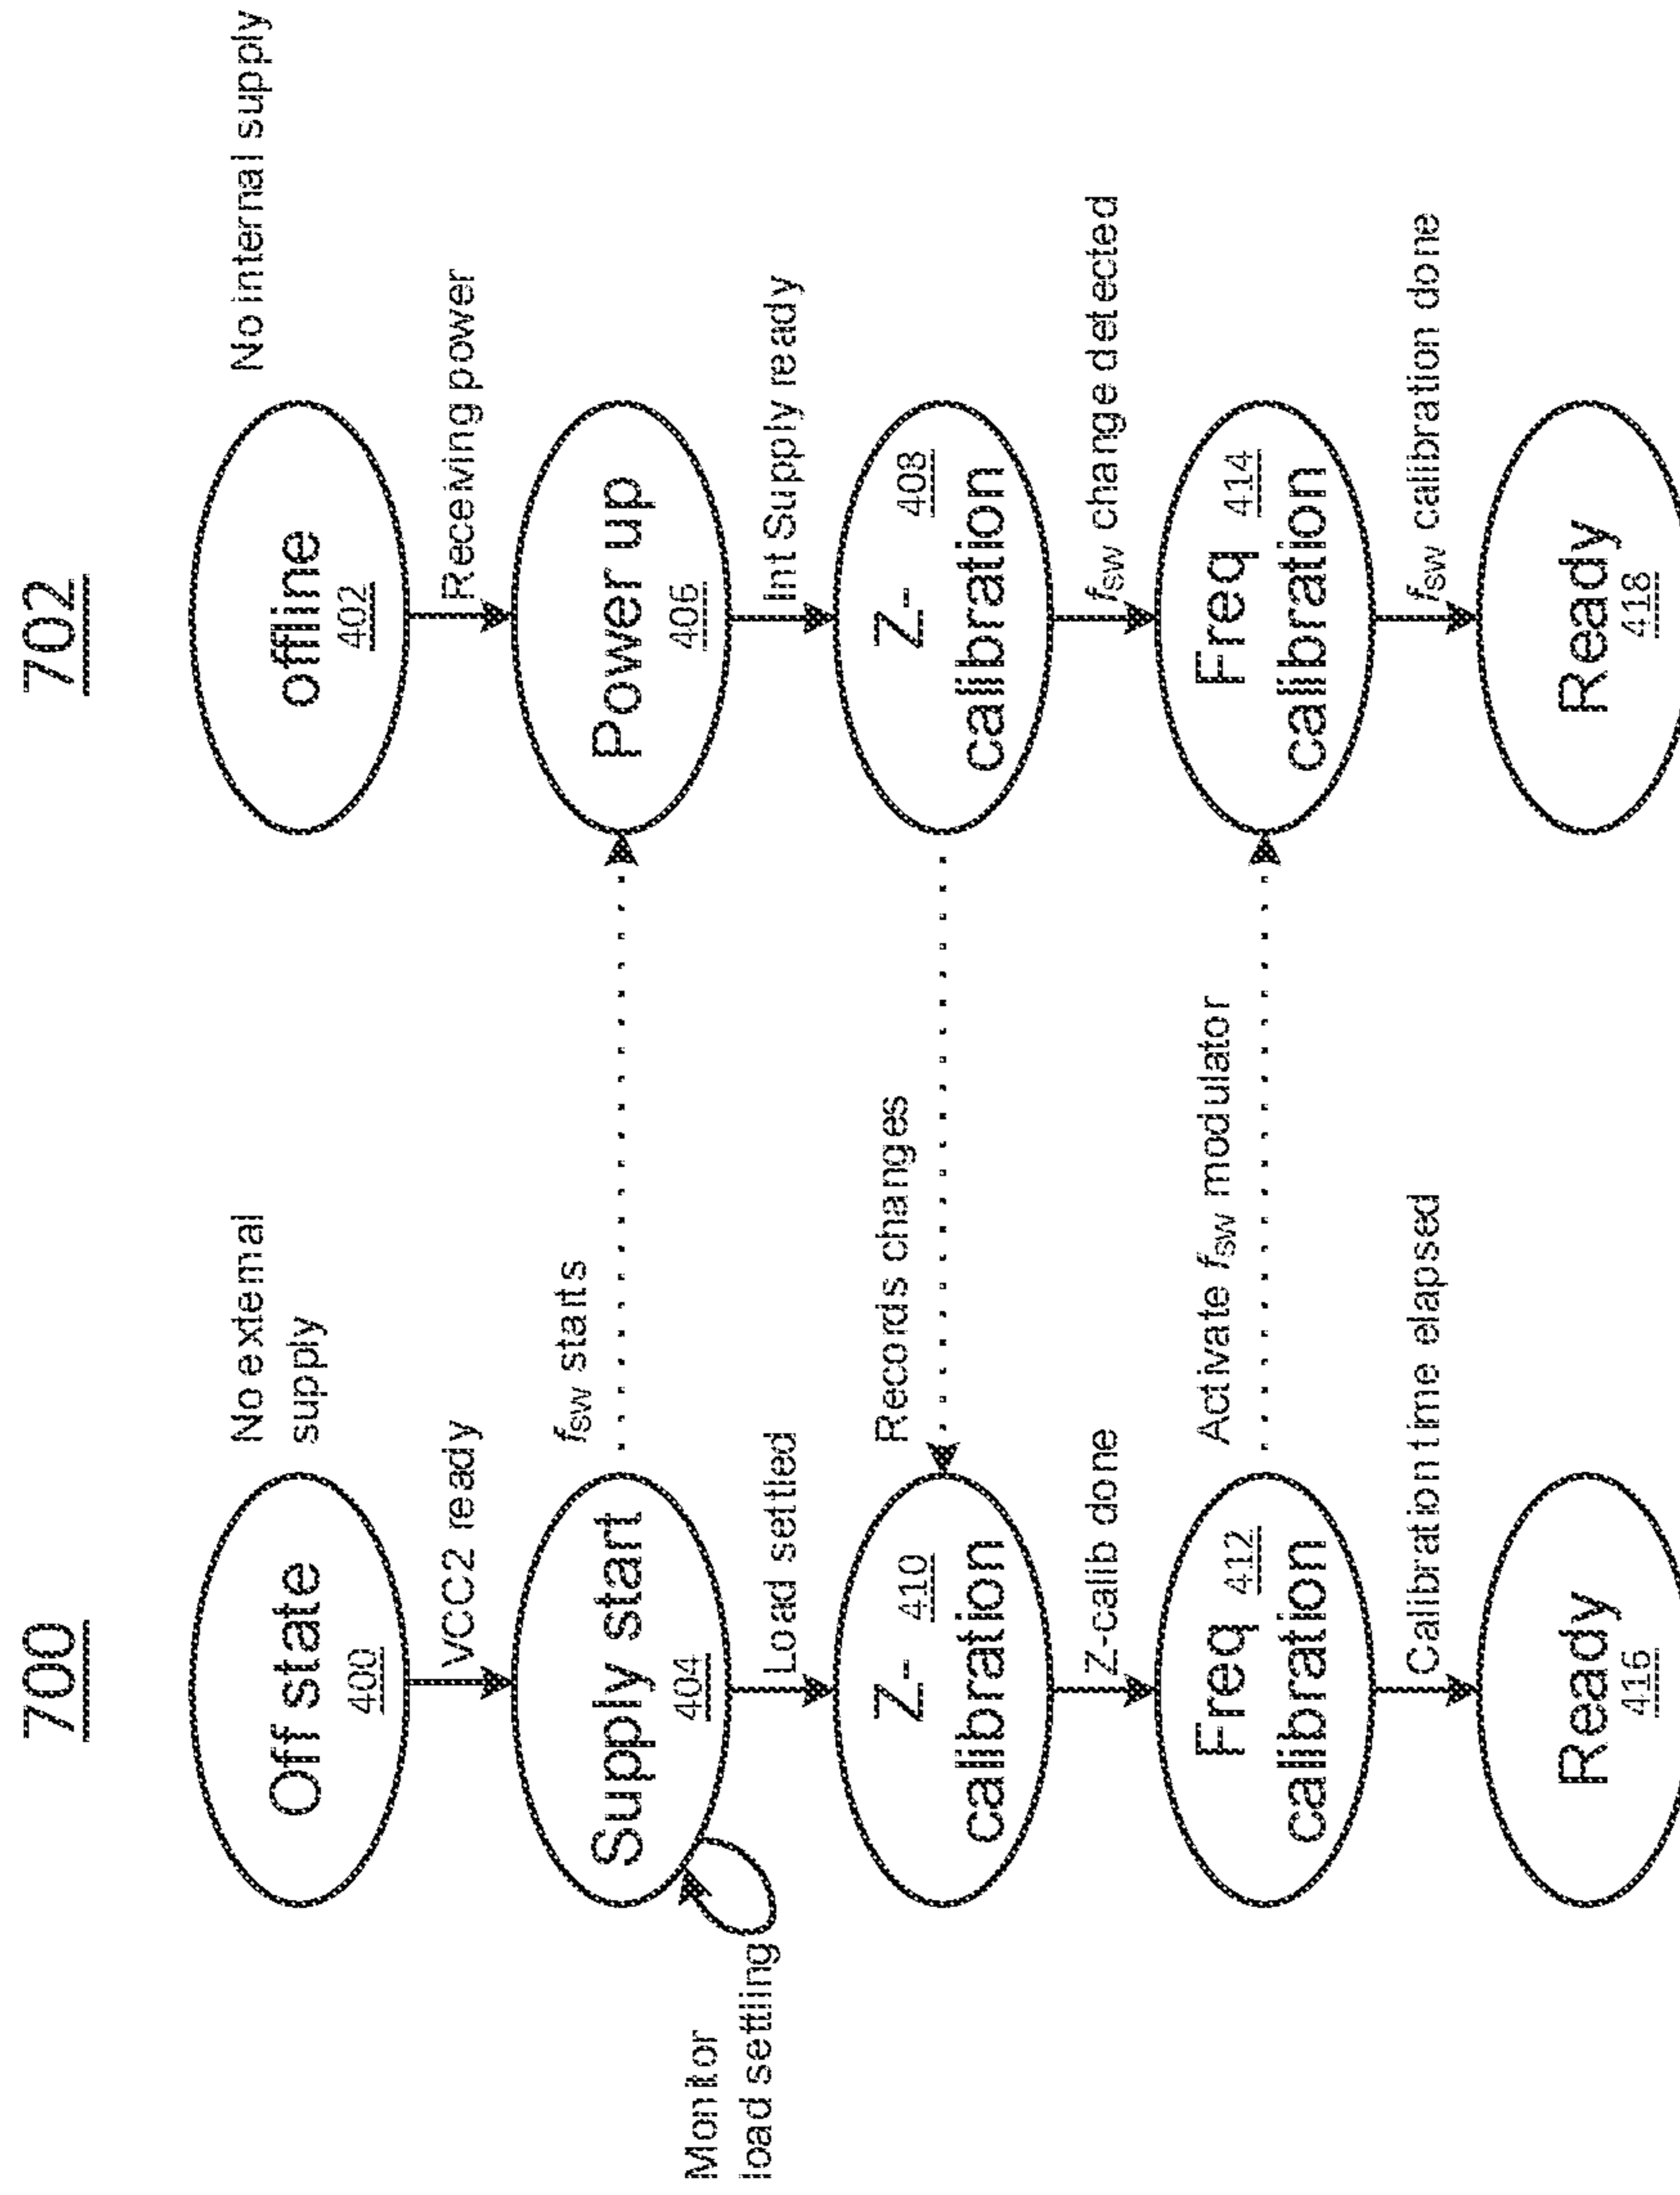 700
702
Off state
400
No external
supply
offline
402
No internal supply
VCC2 ready
Receiving power
Supply start
404
fsw starts
Power up
406
Monitor
load settling
Load settled
Int Supply ready
Z- 410
calibration
Records changes
Z- 408
calibration
Z-calib done
fsw change detected
Freq 412
calibration
Activate fsw modulator
Freq 414
calibration
Calibration time elapsed
fsw calibration done
Ready
416
Ready
418